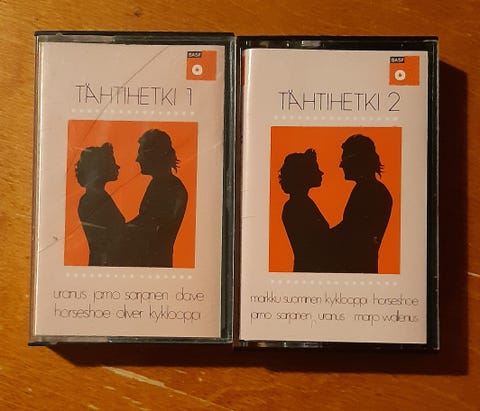 BASF
TÄHTIHETKI 1
uranus jarno sarjanen dave
horseshoe oliver kyklooppi
BASF
TÄHTIHETKI 2
markku suominen kyklooppi horseshoe
jarno sarjanen, uranus marjo wallenius